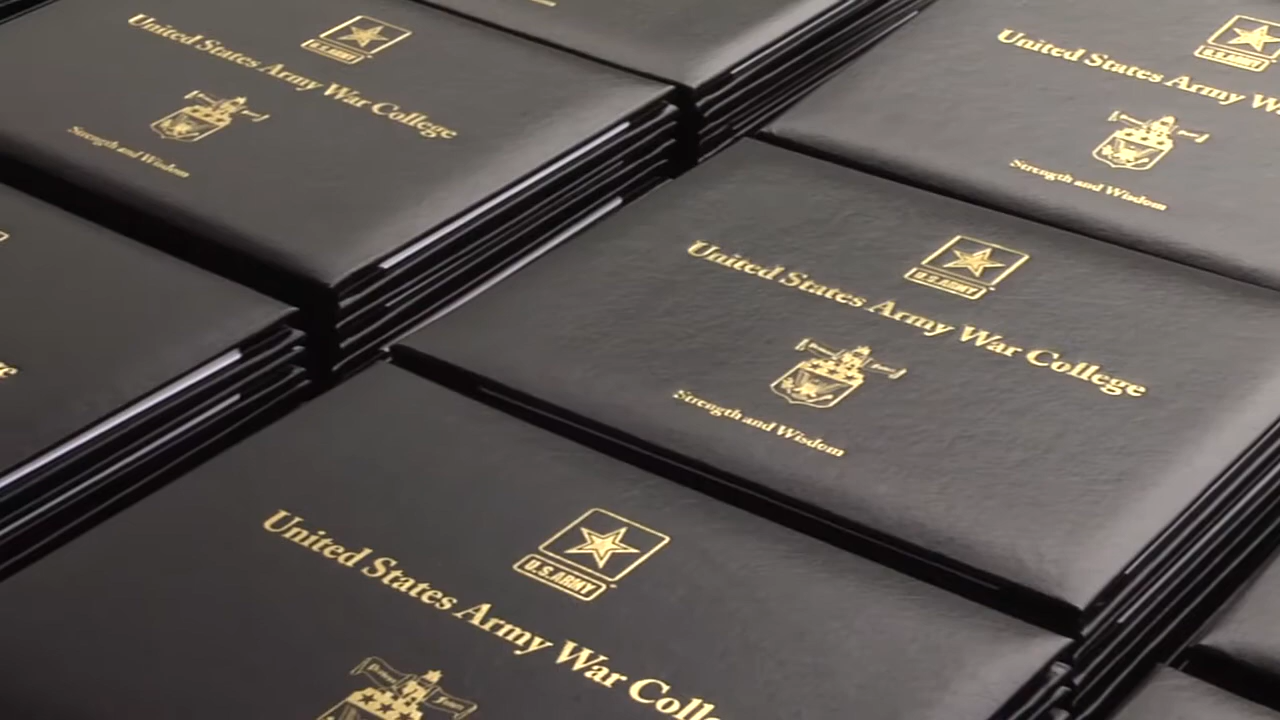 U.S.ARMY
United States Army War College
Strength and Wisdom
U.S.ARMY
United States Army W
Strength and Wisdom
U.S.ARMY
United States Army War College
Strength and Wisdom
U.S.ARMY
United States Army War Colle